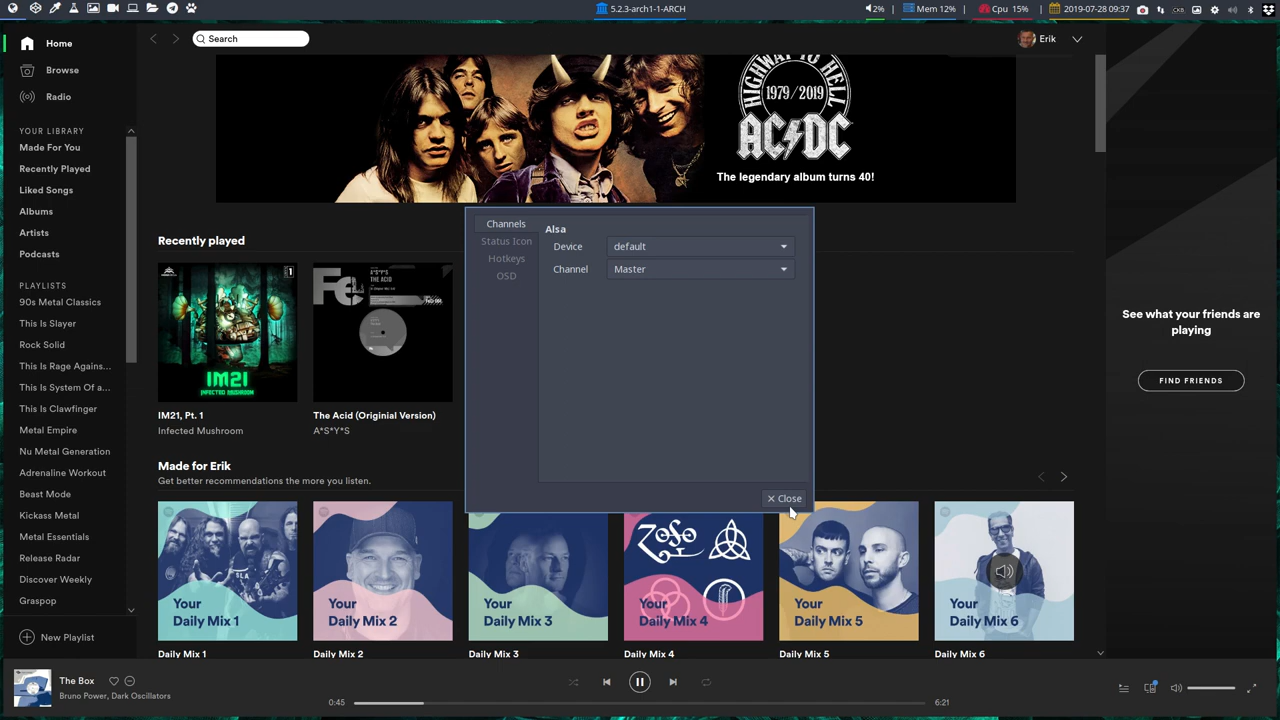 5.2.3-arch1-1-ARCH
2%
|
Mem 12%
|
Cpu 15%
|
2019-07-28 09:37
CKB
Home
Browse
Radio
YOUR LIBRARY
Made For You
Recently Played
Liked Songs
Albums
Artists
Podcasts
PLAYLISTS
90s Metal Classics
This Is Slayer
Rock Solid
This Is Rage Agains...
This Is System Of a...
This Is Clawfinger
Metal Empire
Nu Metal Generation
Adrenaline Workout
Beast Mode
Kickass Metal
Metal Essentials
Release Radar
Discover Weekly
Graspop
New Playlist
Search
Erik
HIGHWAY TO HELL
1979/2019
AC/DC
The legendary album turns 40!
Recently played
IM21
INFECTED MUSHROOM
IM21, Pt. 1
Infected Mushroom
Fe
A*S*Y*S
THE ACID
The Acid (Originial Version)
A*S*Y*S
Channels
Status Icon
Hotkeys
OSD
Alsa
Device
default
Channel
Master
Close
See what your friends are
playing
FIND FRIENDS
Made for Erik
Get better recommendations the more you listen.
Your
Daily Mix 1
Your
Daily Mix 2
Your
Daily Mix 3
Your
Daily Mix 4
Your
Daily Mix 5
Your
Daily Mix 6
Daily Mix 1
Daily Mix 2
Daily Mix 3
Daily Mix 4
Daily Mix 5
Daily Mix 6
The Box
Bruno Power, Dark Oscillators
0:45
6:21